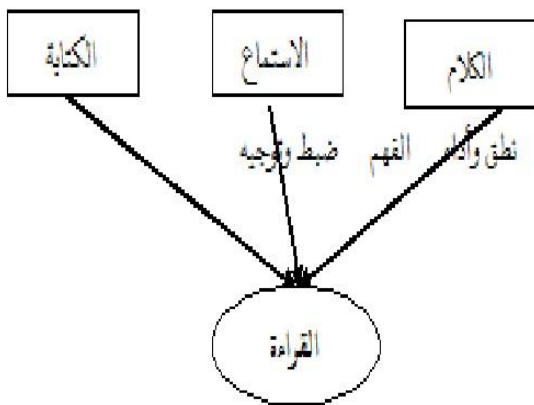 الكلام الاستماع الكتابة
نطق وأداء الفهم ضبط وتوجيه
القراءة